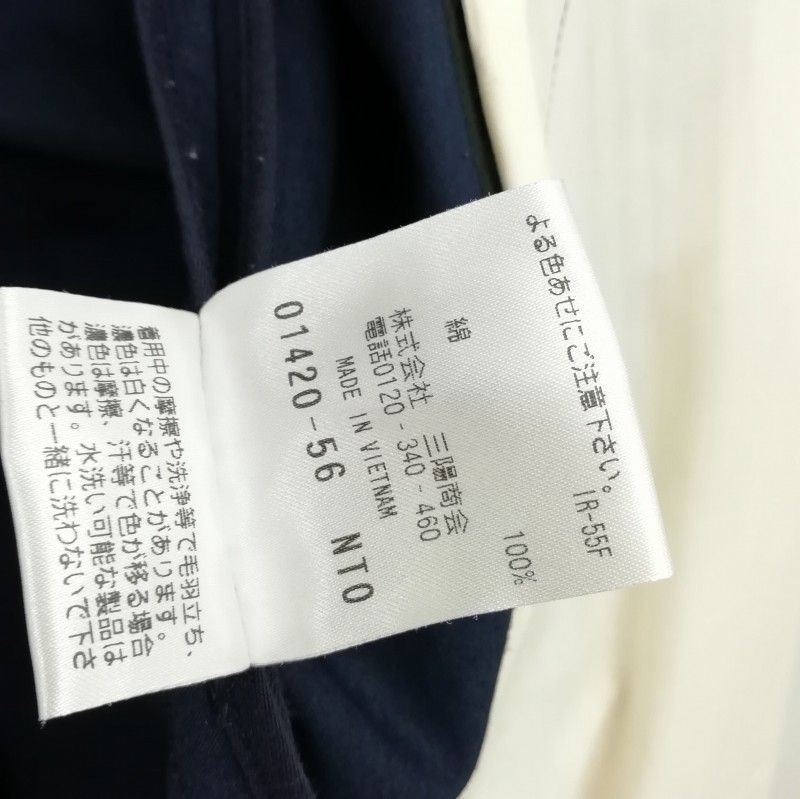 よる色あせにご注意下さい。
IR-55F
綿 100%
株式会社 三陽商会
電話0120-340-460
MADE IN VIETNAM
01420-56 NTO
着用中の摩擦や洗浄等で毛羽立ち、
濃色は白くなることがあります。
濃色は摩擦、汗等で色が移る場合
があります。水洗い可能な製品は
他のものと一緒に洗わないで下さ